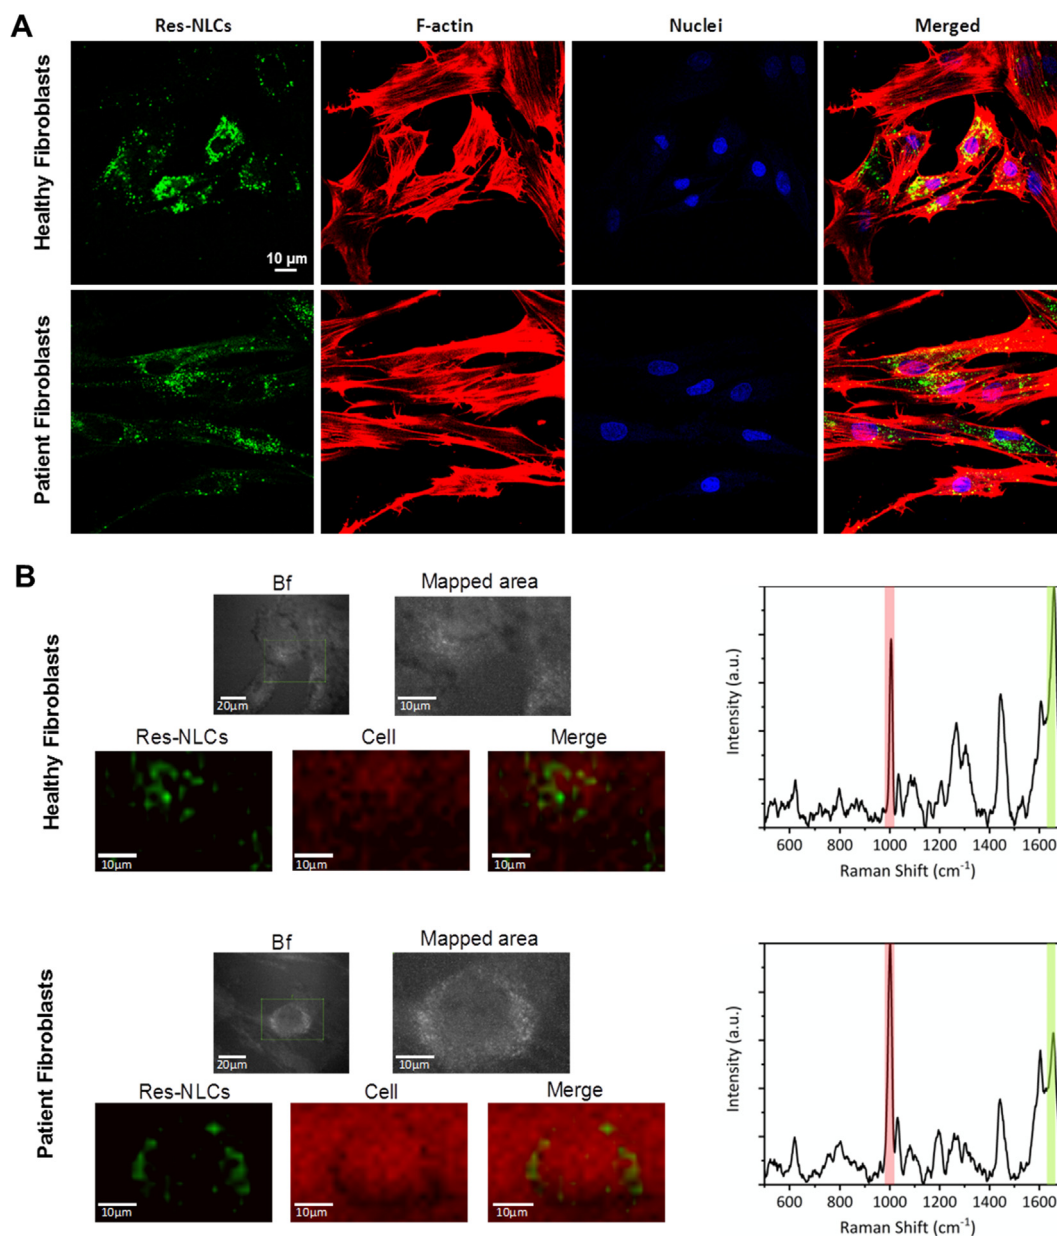 A
Res-NLCs F-actin Nuclei Merged
Healthy Fibroblasts
10 µm
Patient Fibroblasts
B
Bf Mapped area
20µm 10µm
Healthy Fibroblasts
Res-NLCs Cell Merge
10µm 10µm 10µm
Intensity (a.u.)
600 800 1000 1200 1400 1600
Raman Shift (cm⁻¹)
Bf Mapped area
20µm 10µm
Patient Fibroblasts
Res-NLCs Cell Merge
10µm 10µm 10µm
Intensity (a.u.)
600 800 1000 1200 1400 1600
Raman Shift (cm⁻¹)